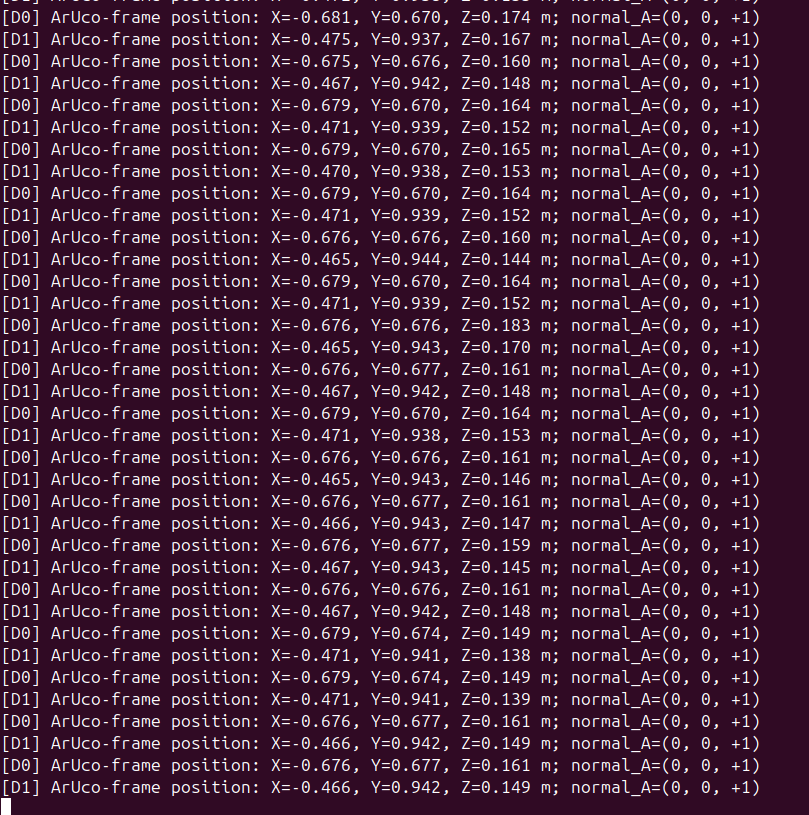 [D0] ArUco-frame position: X=-0.681, Y=0.670, Z=0.174 m; normal_A=(0, 0, +1)
[D1] ArUco-frame position: X=-0.475, Y=0.937, Z=0.167 m; normal_A=(0, 0, +1)
[D0] ArUco-frame position: X=-0.675, Y=0.676, Z=0.160 m; normal_A=(0, 0, +1)
[D1] ArUco-frame position: X=-0.467, Y=0.942, Z=0.148 m; normal_A=(0, 0, +1)
[D0] ArUco-frame position: X=-0.679, Y=0.670, Z=0.164 m; normal_A=(0, 0, +1)
[D1] ArUco-frame position: X=-0.471, Y=0.939, Z=0.152 m; normal_A=(0, 0, +1)
[D0] ArUco-frame position: X=-0.679, Y=0.670, Z=0.165 m; normal_A=(0, 0, +1)
[D1] ArUco-frame position: X=-0.470, Y=0.938, Z=0.153 m; normal_A=(0, 0, +1)
[D0] ArUco-frame position: X=-0.679, Y=0.670, Z=0.164 m; normal_A=(0, 0, +1)
[D1] ArUco-frame position: X=-0.471, Y=0.939, Z=0.152 m; normal_A=(0, 0, +1)
[D0] ArUco-frame position: X=-0.676, Y=0.676, Z=0.160 m; normal_A=(0, 0, +1)
[D1] ArUco-frame position: X=-0.465, Y=0.944, Z=0.144 m; normal_A=(0, 0, +1)
[D0] ArUco-frame position: X=-0.679, Y=0.670, Z=0.164 m; normal_A=(0, 0, +1)
[D1] ArUco-frame position: X=-0.471, Y=0.939, Z=0.152 m; normal_A=(0, 0, +1)
[D0] ArUco-frame position: X=-0.676, Y=0.676, Z=0.183 m; normal_A=(0, 0, +1)
[D1] ArUco-frame position: X=-0.465, Y=0.943, Z=0.170 m; normal_A=(0, 0, +1)
[D0] ArUco-frame position: X=-0.676, Y=0.677, Z=0.161 m; normal_A=(0, 0, +1)
[D1] ArUco-frame position: X=-0.467, Y=0.942, Z=0.148 m; normal_A=(0, 0, +1)
[D0] ArUco-frame position: X=-0.679, Y=0.670, Z=0.164 m; normal_A=(0, 0, +1)
[D1] ArUco-frame position: X=-0.471, Y=0.938, Z=0.153 m; normal_A=(0, 0, +1)
[D0] ArUco-frame position: X=-0.676, Y=0.676, Z=0.161 m; normal_A=(0, 0, +1)
[D1] ArUco-frame position: X=-0.465, Y=0.943, Z=0.146 m; normal_A=(0, 0, +1)
[D0] ArUco-frame position: X=-0.676, Y=0.677, Z=0.161 m; normal_A=(0, 0, +1)
[D1] ArUco-frame position: X=-0.466, Y=0.943, Z=0.147 m; normal_A=(0, 0, +1)
[D0] ArUco-frame position: X=-0.676, Y=0.677, Z=0.159 m; normal_A=(0, 0, +1)
[D1] ArUco-frame position: X=-0.467, Y=0.943, Z=0.145 m; normal_A=(0, 0, +1)
[D0] ArUco-frame position: X=-0.676, Y=0.676, Z=0.161 m; normal_A=(0, 0, +1)
[D1] ArUco-frame position: X=-0.467, Y=0.942, Z=0.148 m; normal_A=(0, 0, +1)
[D0] ArUco-frame position: X=-0.679, Y=0.674, Z=0.149 m; normal_A=(0, 0, +1)
[D1] ArUco-frame position: X=-0.471, Y=0.941, Z=0.138 m; normal_A=(0, 0, +1)
[D0] ArUco-frame position: X=-0.679, Y=0.674, Z=0.149 m; normal_A=(0, 0, +1)
[D1] ArUco-frame position: X=-0.471, Y=0.941, Z=0.139 m; normal_A=(0, 0, +1)
[D0] ArUco-frame position: X=-0.676, Y=0.677, Z=0.161 m; normal_A=(0, 0, +1)
[D1] ArUco-frame position: X=-0.466, Y=0.942, Z=0.149 m; normal_A=(0, 0, +1)
[D0] ArUco-frame position: X=-0.676, Y=0.677, Z=0.161 m; normal_A=(0, 0, +1)
[D1] ArUco-frame position: X=-0.466, Y=0.942, Z=0.149 m; normal_A=(0, 0, +1)